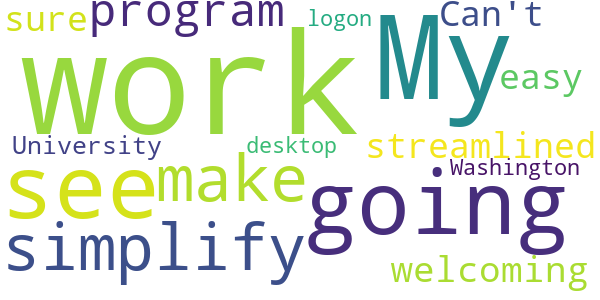 sure program logon Can't
work My easy
University desktop streamlined
see make going Washington
simplify welcoming